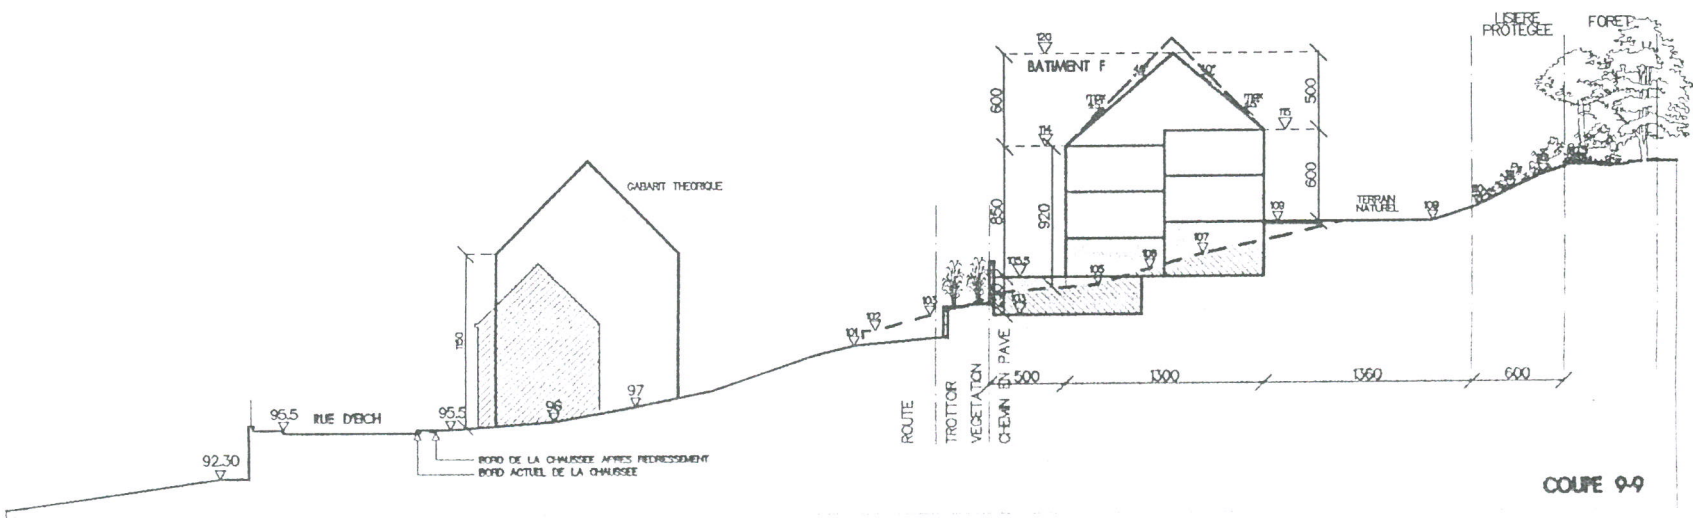 LISIERE
PROTEGEE
FORET
120
BATIMENT F
600
500
114
115
GABARIT THEORIQUE
850
920
600
109
TERRAIN
NATUREL
109
107
106
105
105.5
103
102
101
1150
97
96
95.5
RUE D'EICH
95.5
92.30
BORD DE LA CHAUSSEE APRES REDRESSEMENT
BORD ACTUEL DE LA CHAUSSEE
ROUTE
TROTTOIR
VEGETATION
CHEMIN EN PAVE
500
1300
1360
600
COUPE 9-9